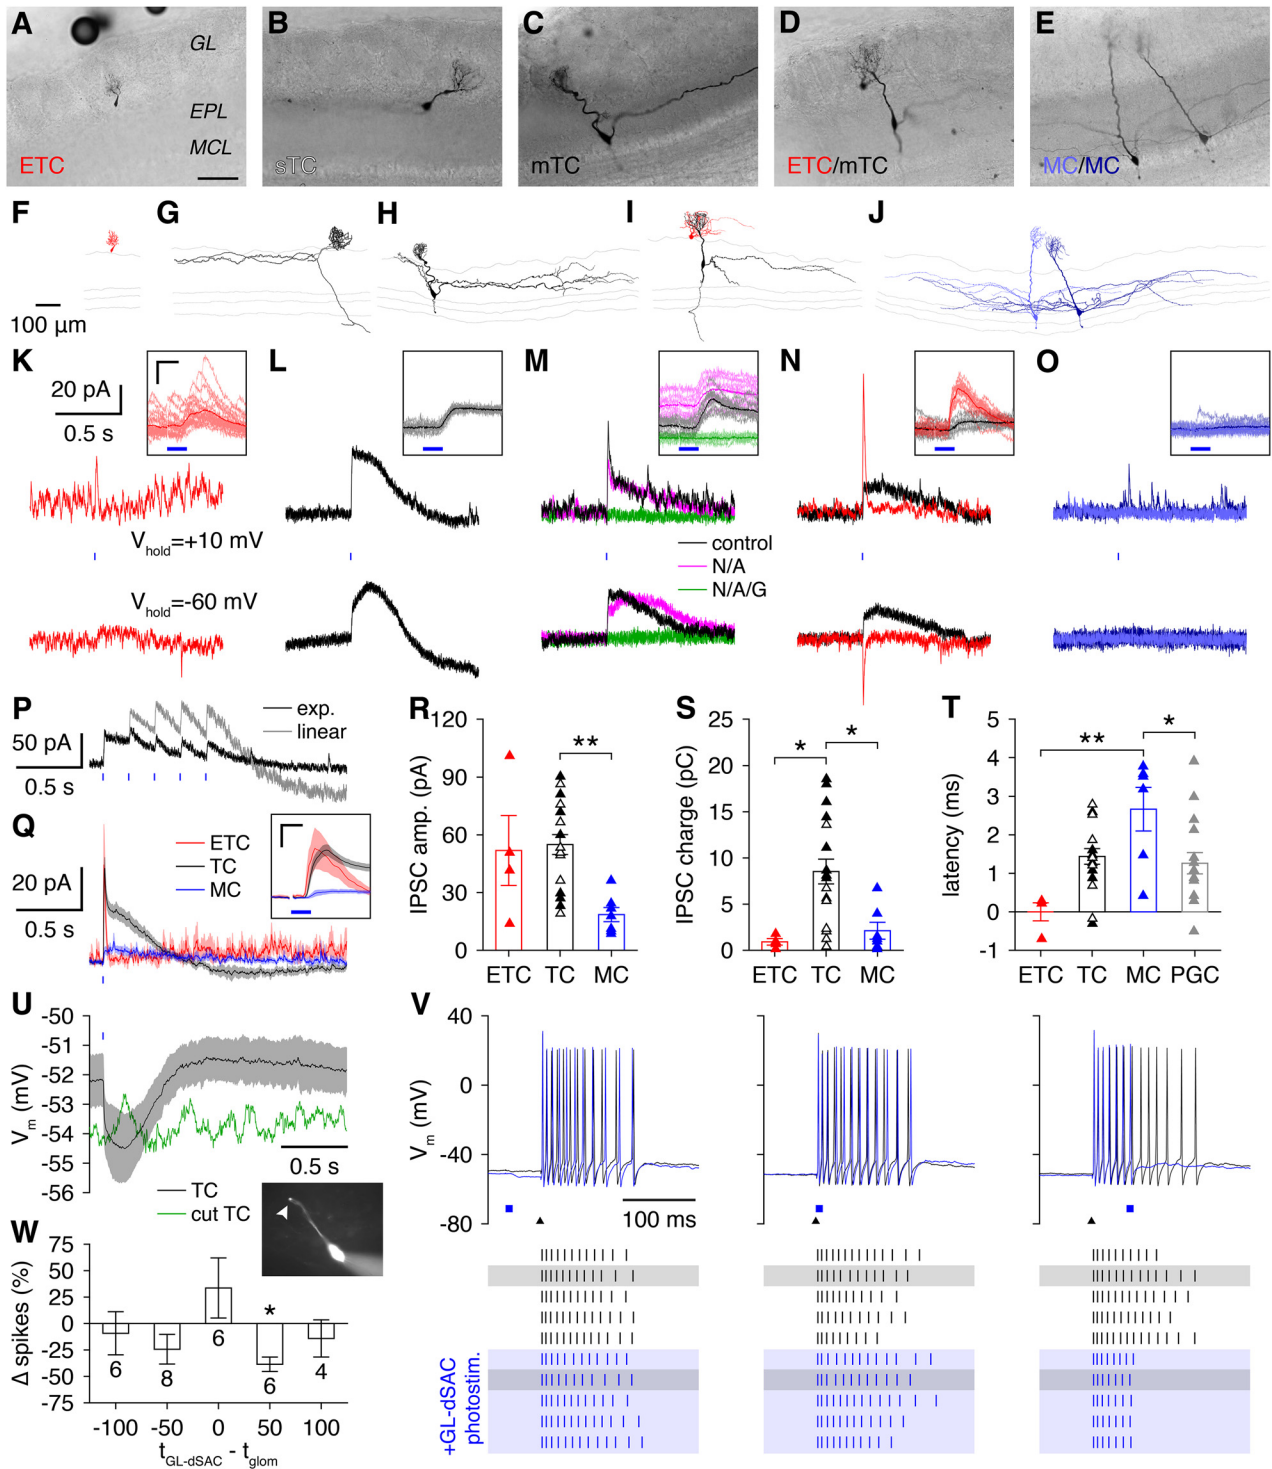 A
GL
EPL
MCL
ETC
B
sTC
C
mTC
D
ETC/mTC
E
MC/MC
F
G
H
I
J
100 µm
K
20 pA
0.5 s
L
M
N
O
Vhold=+10 mV
control
N/A
N/A/G
Vhold=-60 mV
P
exp.
linear
50 pA
0.5 s
Q
ETC
TC
MC
20 pA
0.5 s
R
IPSC amp. (pA)
120
90
60
30
0
**
ETC TC MC
S
IPSC charge (pC)
25
20
15
10
5
0
* *
ETC TC MC
T
latency (ms)
5
4
3
2
1
0
-1
** *
ETC TC MC PGC
U
Vm (mV)
-50
-51
-52
-53
-54
-55
-56
0.5 s
TC
cut TC
V
Vm (mV)
40
0
-40
-80
100 ms
+GL-dSAC
photostim.
W
Δ spikes (%)
75
50
25
0
-25
-50
-75
*
6 8 6 6 4
-100 -50 0 50 100
tGL-dSAC - tglom